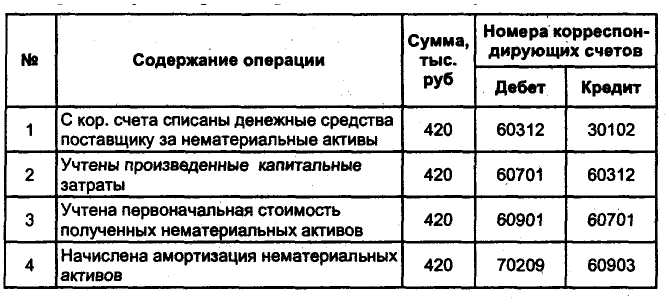 №
Содержание операции
Сумма,
тыс.
руб
Номера корреспон-
дирующих счетов
Дебет
Кредит
1
С кор. счета списаны денежные средства
поставщику за нематериальные активы
420
60312
30102
2
Учтены произведенные капитальные
затраты
420
60701
60312
3
Учтена первоначальная стоимость
полученных нематериальных активов
420
60901
60701
4
Начислена амортизация нематериальных
активов
420
70209
60903